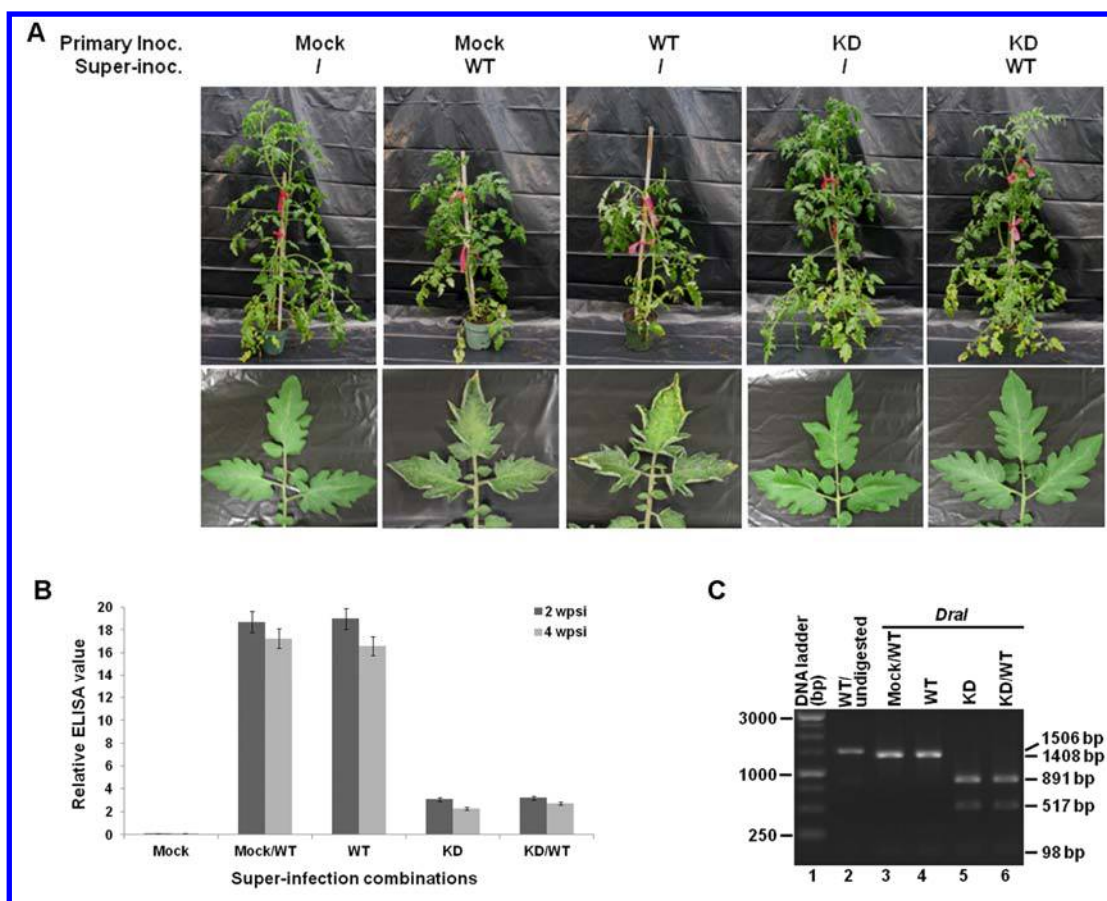 A
Primary Inoc. Mock Mock WT KD KD
Super-inoc. / WT / / WT
B
Relative ELISA value
20
18
16
14
12
10
8
6
4
2
0
2 wpsi
4 wpsi
Mock Mock/WT WT KD KD/WT
Super-infection combinations
C
DraI
DNA ladder
(bp)
WT/
undigested
Mock/WT
WT
KD
KD/WT
3000
1000
250
1506 bp
1408 bp
891 bp
517 bp
98 bp
1 2 3 4 5 6